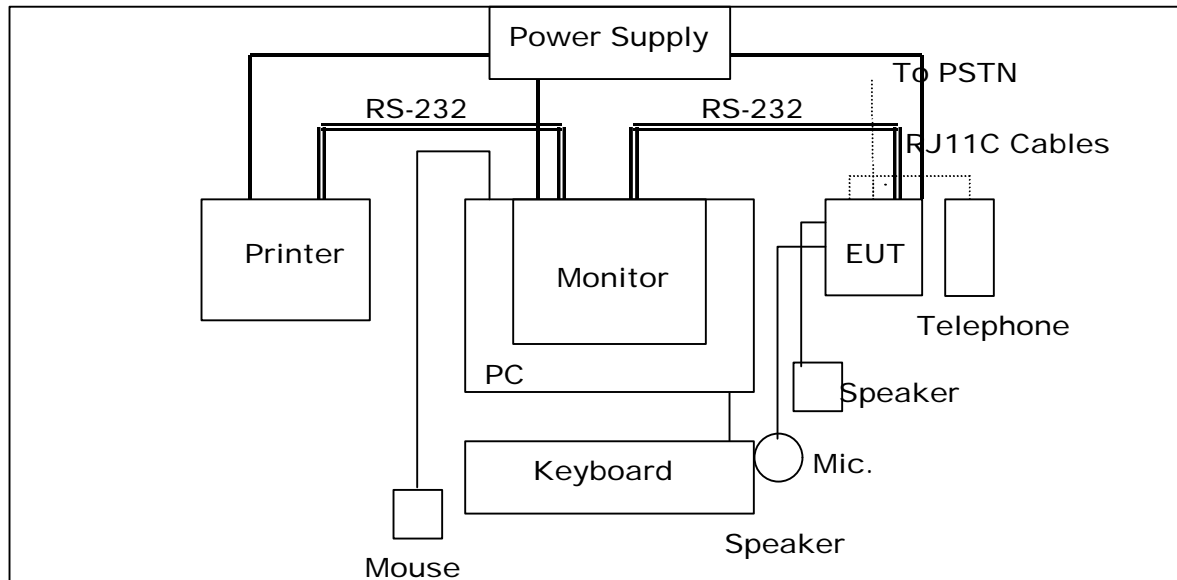 Power Supply
To PSTN
RS-232
RS-232
RJ11C Cables
Printer
Monitor
EUT
Telephone
PC
Speaker
Keyboard
Mic.
Speaker
Mouse